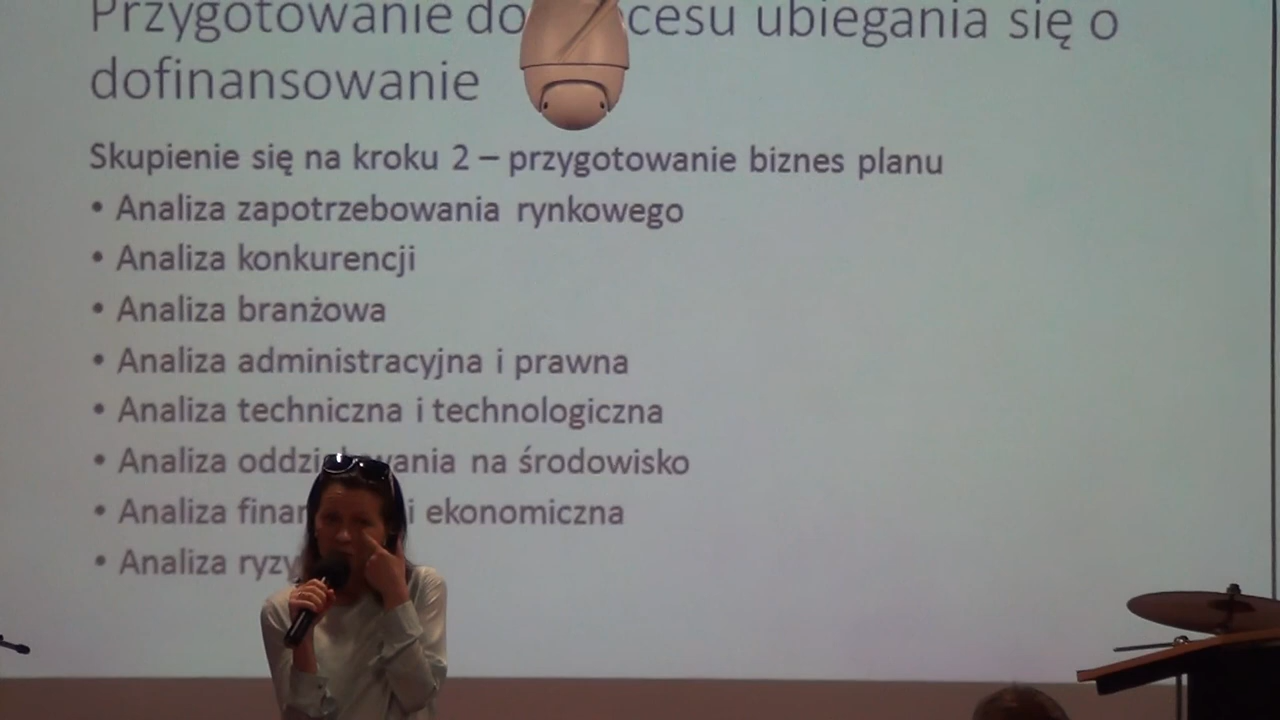 Przygotowanie do cesu ubiegania się o
dofinansowanie
Skupienie się na kroku 2 – przygotowanie biznes planu
• Analiza zapotrzebowania rynkowego
• Analiza konkurencji
• Analiza branżowa
• Analiza administracyjna i prawna
• Analiza techniczna i technologiczna
• Analiza na środowisko
• Analiza i ekonomiczna
• Analiza